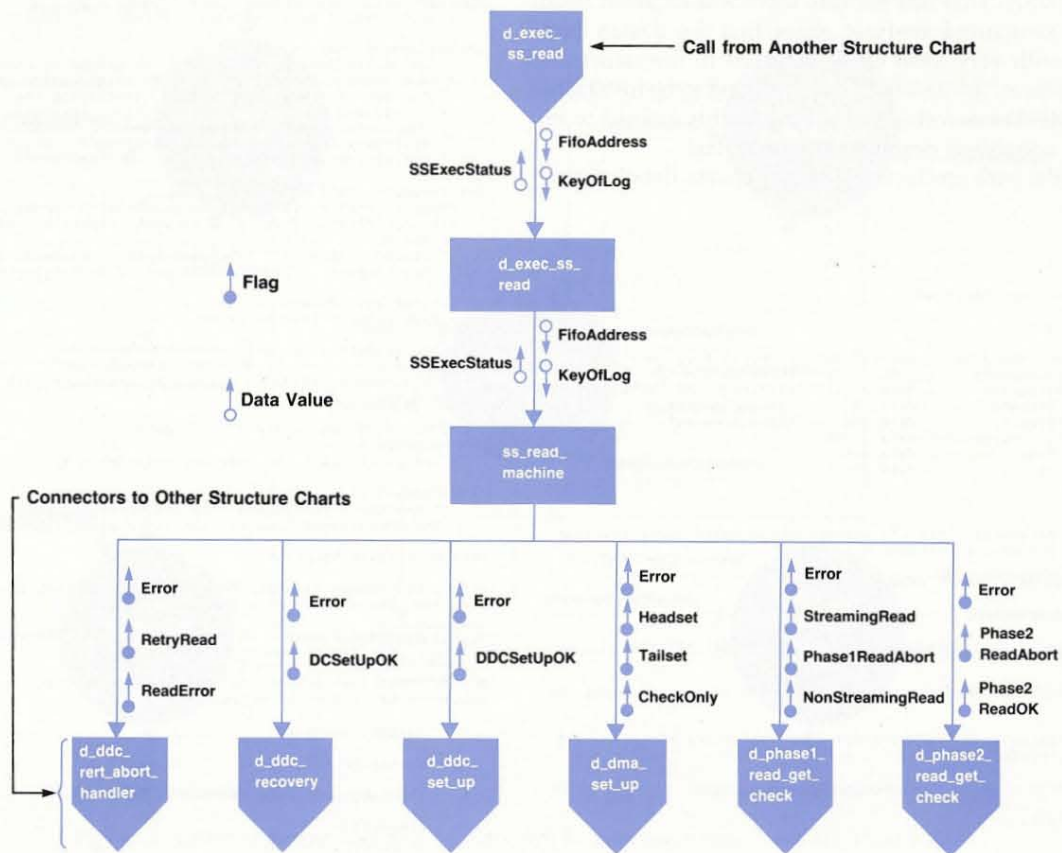 d_exec_
ss_read
Call from Another Structure Chart
FifoAddress
SSExecStatus
KeyOfLog
d_exec_ss_
read
Flag
FifoAddress
SSExecStatus
KeyOfLog
Data Value
ss_read_
machine
Connectors to Other Structure Charts
Error
RetryRead
ReadError
Error
DCSetUpOK
Error
DDCSetUpOK
Error
Headset
Tailset
CheckOnly
Error
StreamingRead
Phase1ReadAbort
NonStreamingRead
Error
Phase2
ReadAbort
Phase2
ReadOK
d_ddc_
rert_abort_
handler
d_ddc_
recovery
d_ddc_
set_up
d_dma_
set_up
d_phase1_
read_get_
check
d_phase2_
read_get_
check